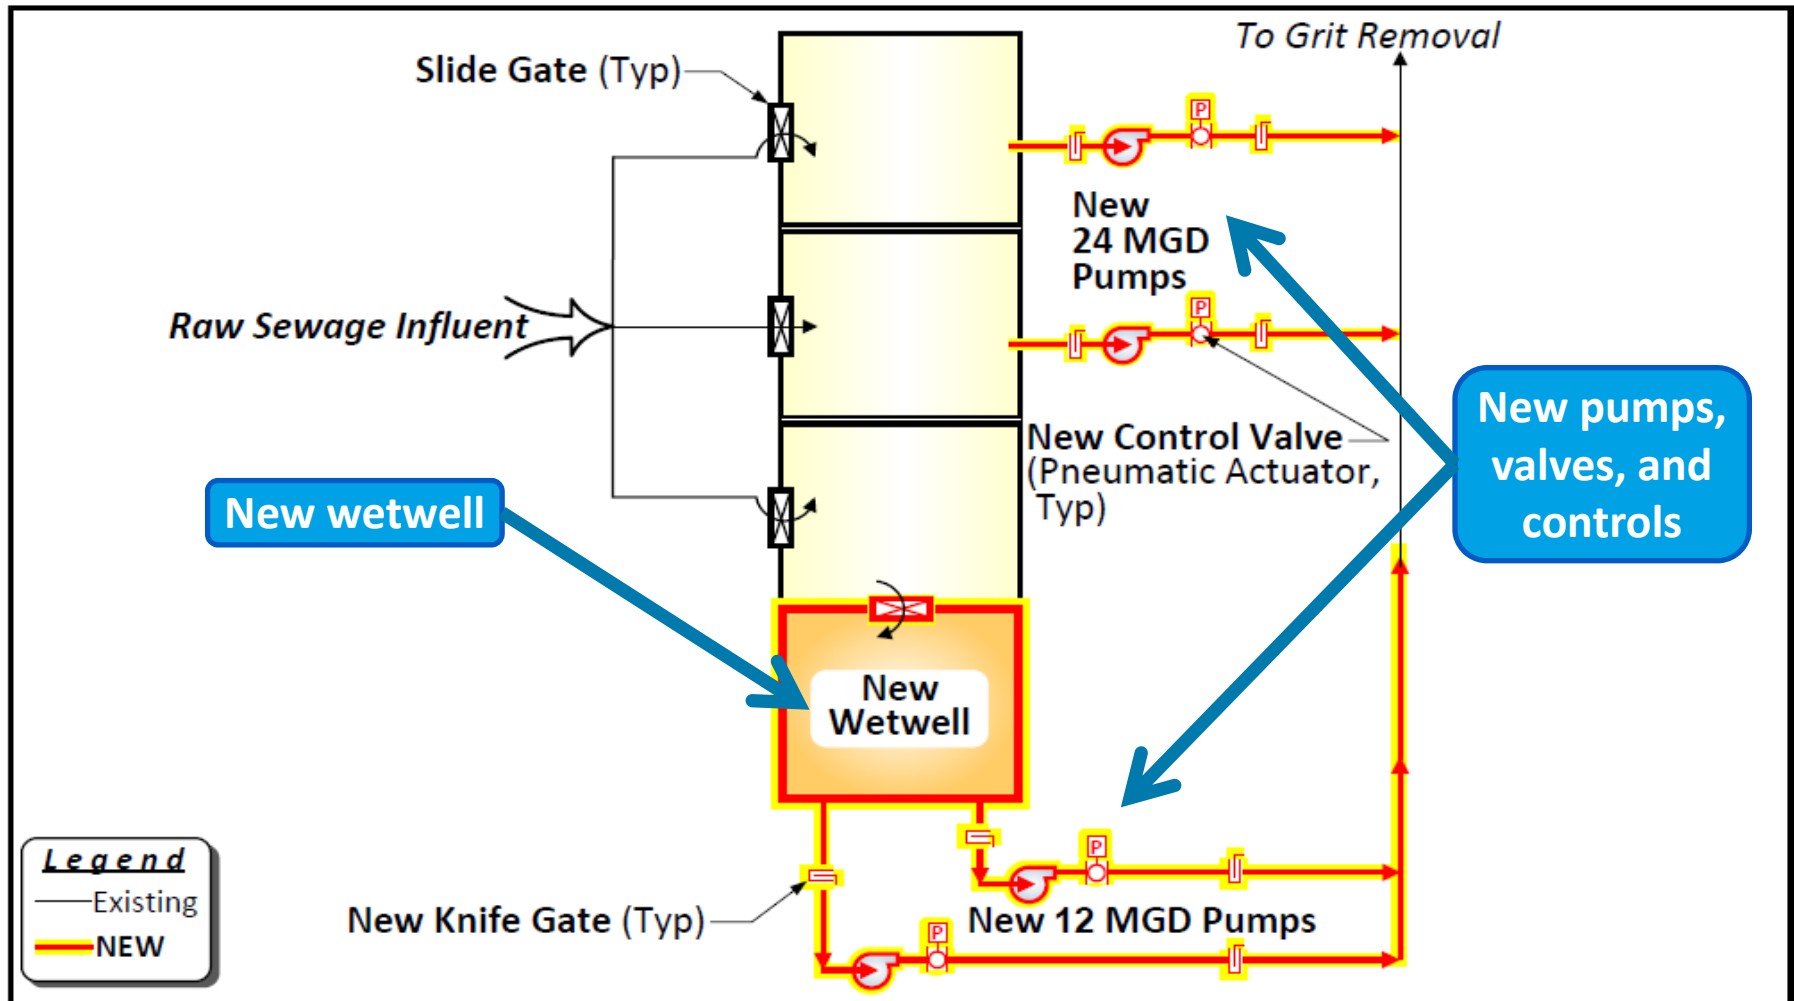 To Grit Removal
Slide Gate (Typ)
P
P
New
24 MGD
Pumps
Raw Sewage Influent
New pumps,
valves, and
controls
New Control Valve
(Pneumatic Actuator,
Typ)
New wetwell
New
Wetwell
Legend
Existing
NEW
P
New Knife Gate (Typ)
New 12 MGD Pumps
P